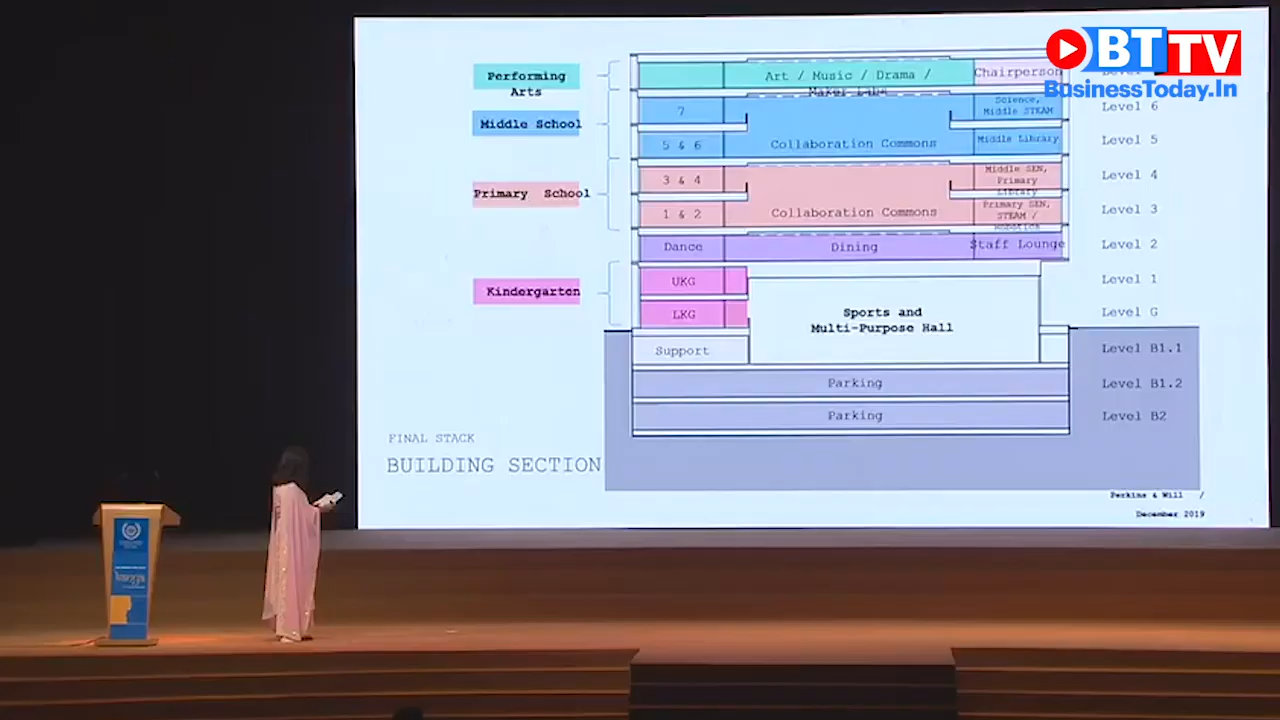 BTTV
BusinessToday.In
Performing
Arts
Art / Music / Drama /
Maker Labs
Chairperson
Middle School
7
Science,
Middle STEAM
Level 6
5 & 6
Collaboration Commons
Middle Library
Level 5
Primary School
3 & 4
Middle SEN,
Primary
Library
Level 4
1 & 2
Collaboration Commons
Primary SEN,
STEAM /
Robotics
Level 3
Dance
Dining
Staff Lounge
Level 2
Kindergarten
UKG
Level 1
LKG
Sports and
Multi-Purpose Hall
Level G
Support
Level B1.1
Parking
Level B1.2
Parking
Level B2
FINAL STACK
BUILDING SECTION
Perkins & Will /
December 2019